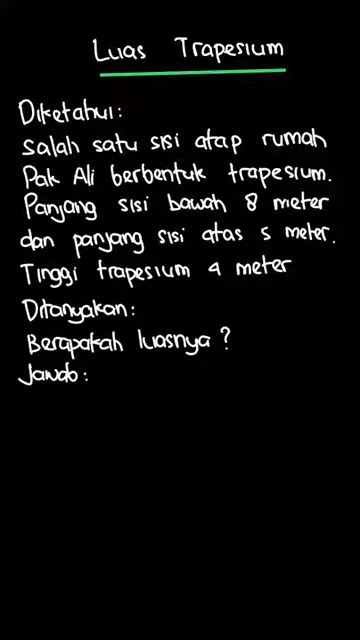 Luas Trapesium
Diketahui:
Salah satu sisi atap rumah
Pak Ali berbentuk trapesium.
Panjang sisi bawah 8 meter
dan panjang sisi atas 5 meter.
Tinggi trapesium 4 meter
Ditanyakan:
Berapakah luasnya?
Jawab: